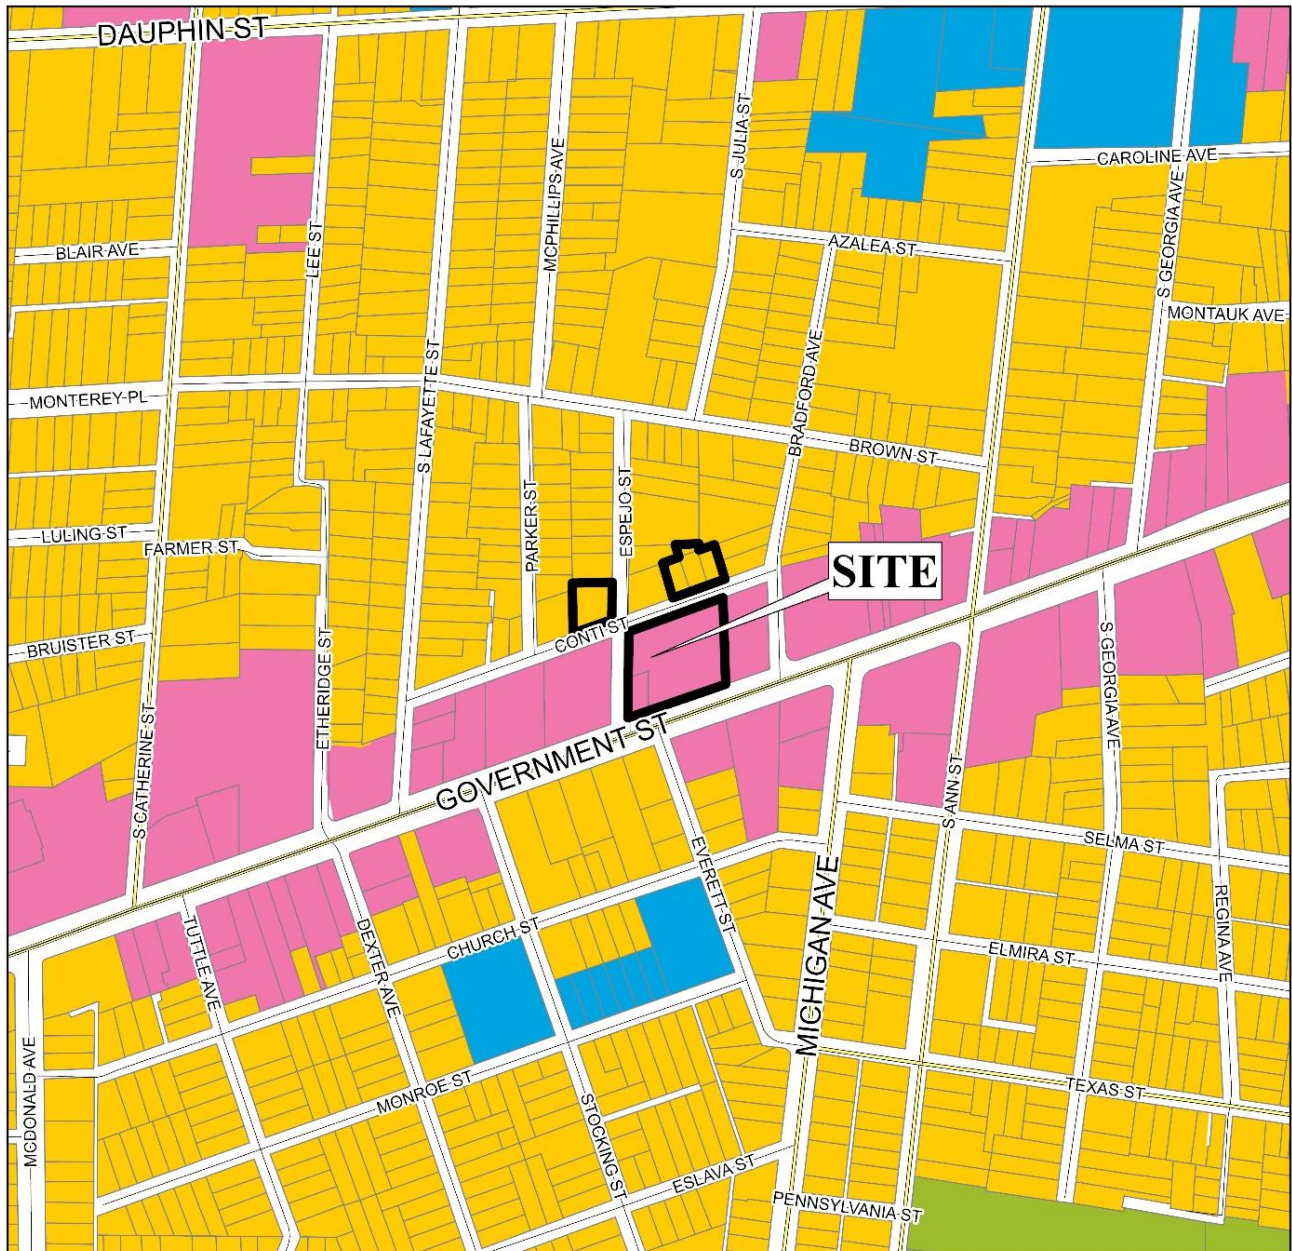 DAUPHIN ST
S JULIA ST
MCPHILLIPS AVE
CAROLINE AVE
S GEORGIA AVE
BLAIR AVE
LEE ST
AZALEA ST
MONTAUK AVE
S LAFAYETTE ST
BRADFORD AVE
MONTEREY PL
BROWN ST
PARKER ST
ESPEJO ST
LULING ST
FARMER ST
SITE
BRUISTER ST
CONTI ST
ETHERIDGE ST
S GEORGIA AVE
S CATHERINE ST
GOVERNMENT ST
S ANN ST
SELMA ST
EVERETT ST
MICHIGAN AVE
REGINA AVE
TUTTLE AVE
DEXTER AVE
CHURCH ST
ELMIRA ST
MCDONALD AVE
MONROE ST
STOCKING ST
TEXAS ST
ESLAVA ST
PENNSYLVANIA ST